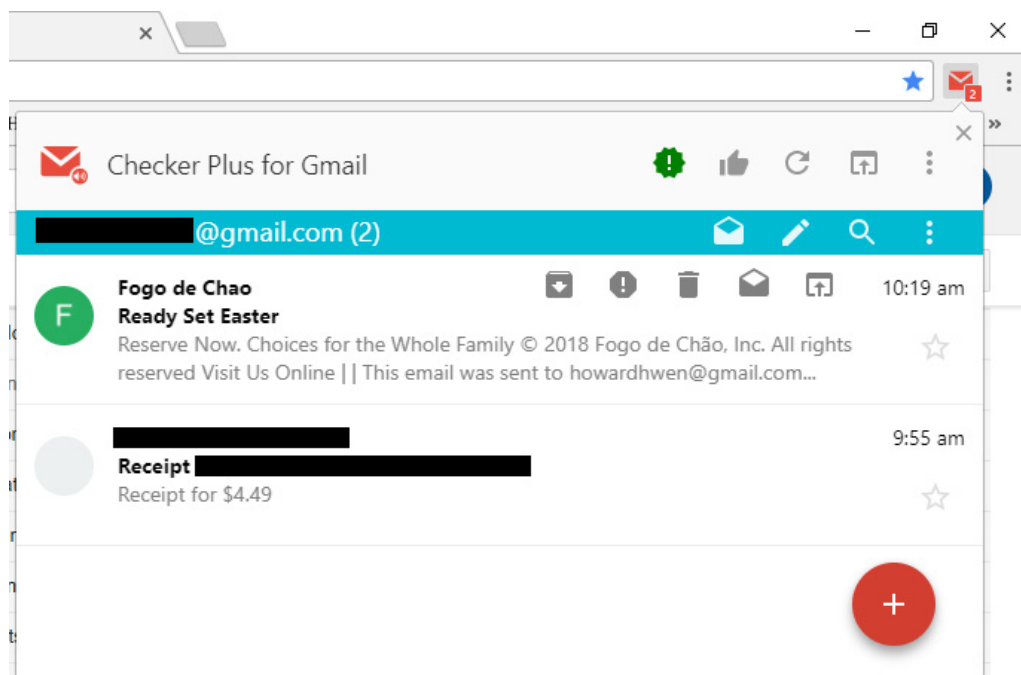 2
Checker Plus for Gmail
@gmail.com (2)
Fogo de Chao
10:19 am
Ready Set Easter
Reserve Now. Choices for the Whole Family © 2018 Fogo de Chão, Inc. All rights
reserved Visit Us Online | | This email was sent to howardhwen@gmail.com...
F
9:55 am
Receipt
Receipt for $4.49